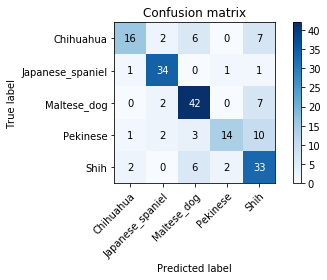 Confusion matrix
True label
Chihuahua 16 2 6 0 7
Japanese_spaniel 1 34 0 1 1
Maltese_dog 0 2 42 0 7
Pekinese 1 2 3 14 10
Shih 2 0 6 2 33
Chihuahua Japanese_spaniel Maltese_dog Pekinese Shih
Predicted label
40
35
30
25
20
15
10
5
0